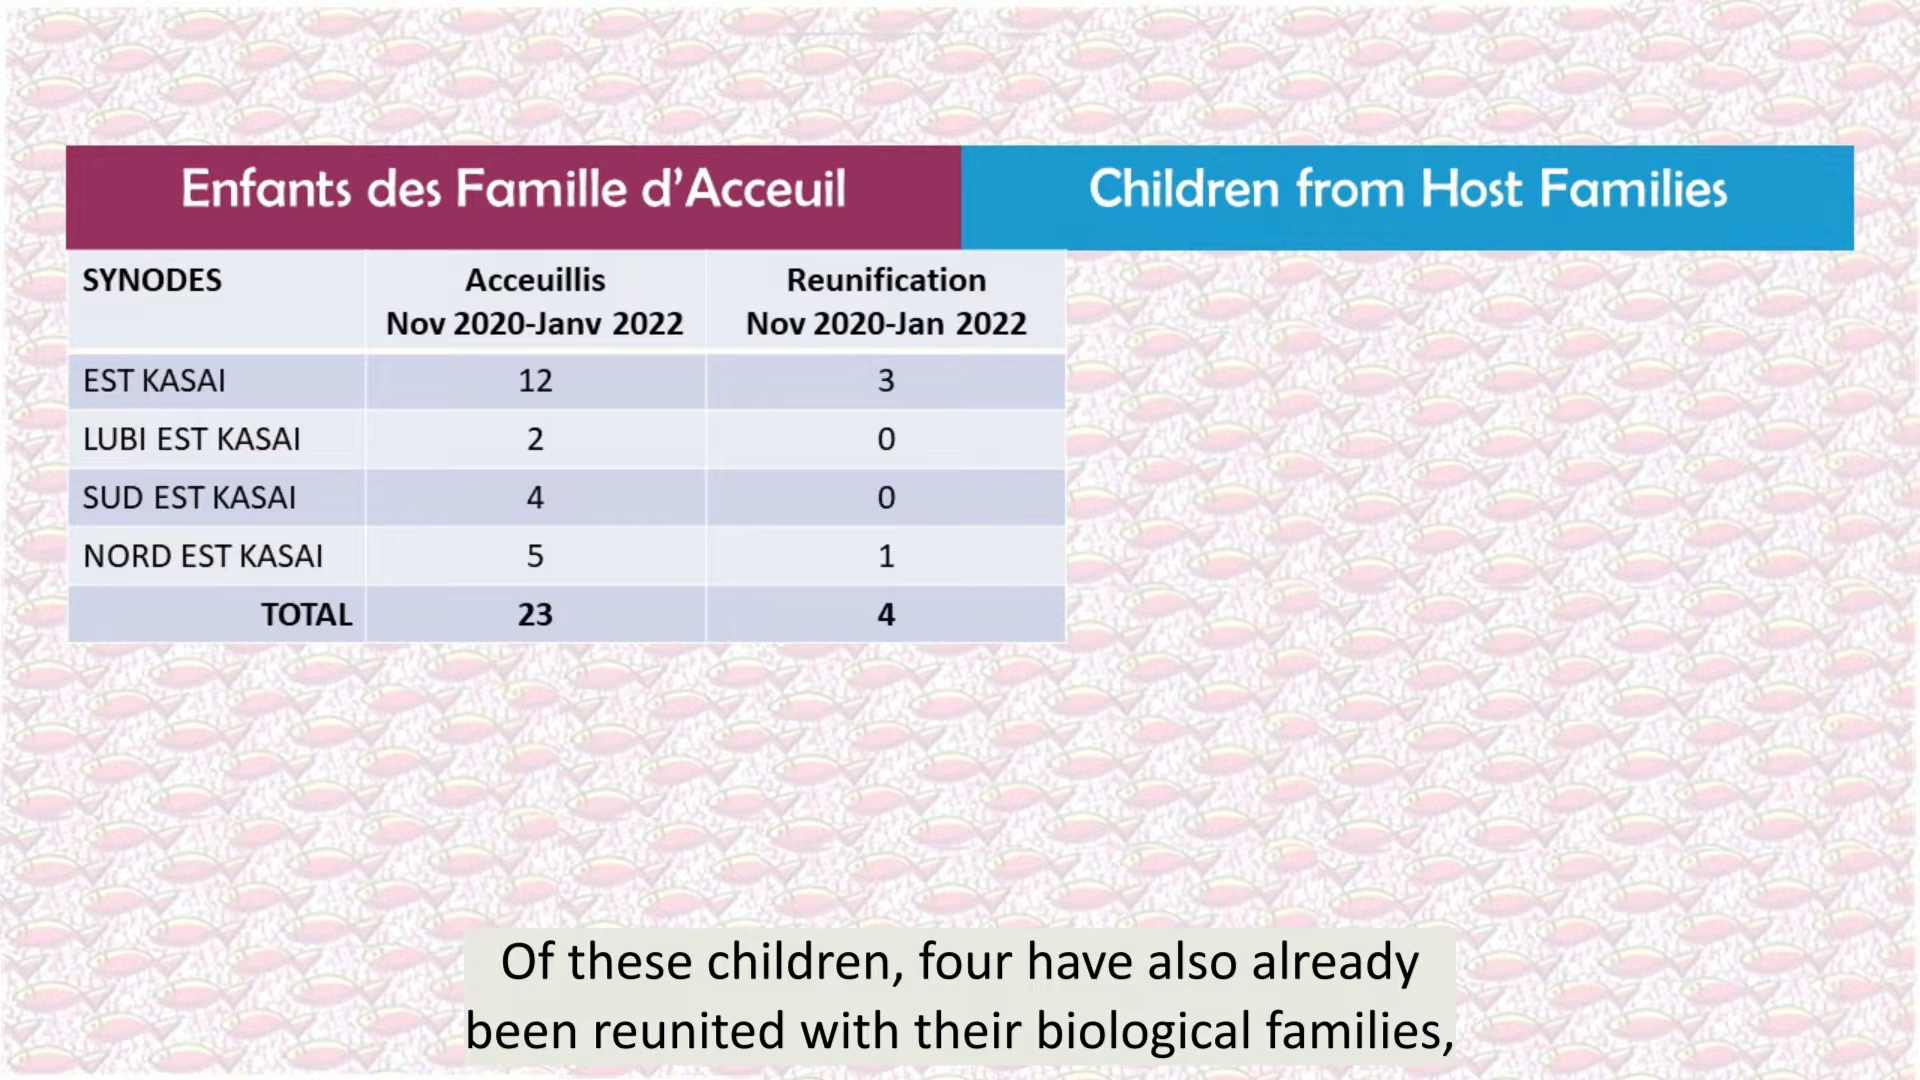 Enfants des Famille d'Acceuil
Children from Host Families
SYNODES Acceuillis Reunification
Nov 2020-Janv 2022 Nov 2020-Jan 2022
EST KASAI 12 3
LUBI EST KASAI 2 0
SUD EST KASAI 4 0
NORD EST KASAI 5 1
TOTAL 23 4
Of these children, four have also already
been reunited with their biological families,